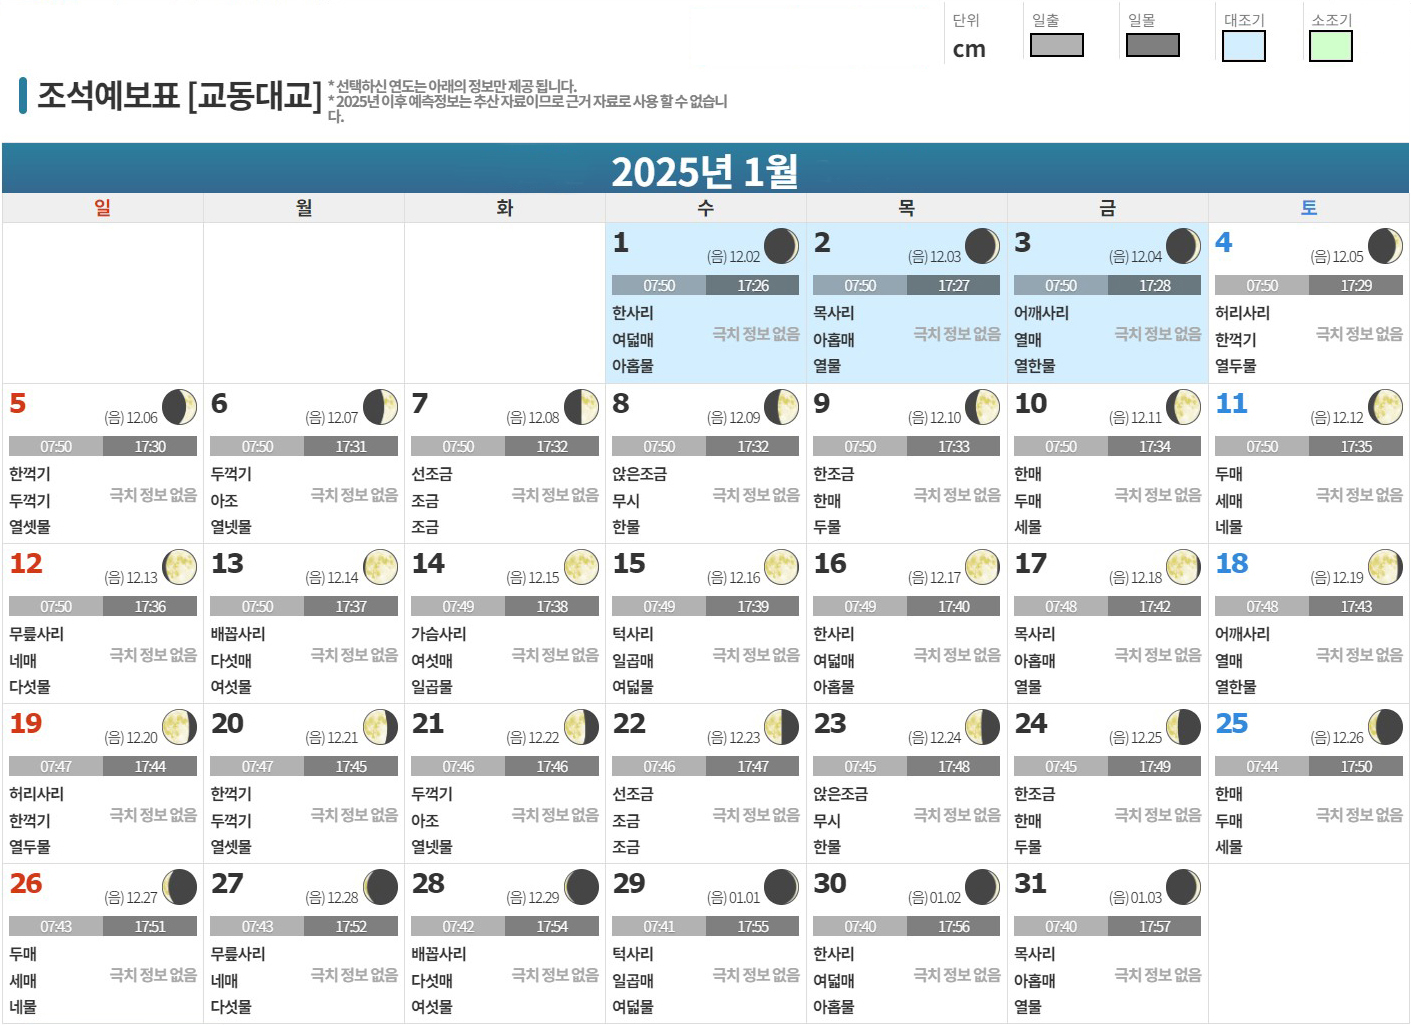 단위 일출 일몰 대조기 소조기
cm
조석예보표 [교동대교]
* 선택하신 연도는 아래의 정보만 제공 됩니다.
* 2025년 이후 예측정보는 추산 자료이므로 근거 자료로 사용 할 수 없습니
다.
2025년 1월
일 월 화 수 목 금 토
1 (음) 12.02 2 (음) 12.03 3 (음) 12.04 4 (음) 12.05
07:50 17:26 07:50 17:27 07:50 17:28 07:50 17:29
한사리 목사리 어깨사리 허리사리
극치 정보 없음 극치 정보 없음 극치 정보 없음 극치 정보 없음
여덟매 아홉매 열매 한꺽기
아홉물 열물 열한물 열두물
5 (음) 12.06 6 (음) 12.07 7 (음) 12.08 8 (음) 12.09 9 (음) 12.10 10 (음) 12.11 11 (음) 12.12
07:50 17:30 07:50 17:31 07:50 17:32 07:50 17:32 07:50 17:33 07:50 17:34 07:50 17:35
한꺽기 두꺽기 선조금 앉은조금 한조금 한매 두매
극치 정보 없음 극치 정보 없음 극치 정보 없음 극치 정보 없음 극치 정보 없음 극치 정보 없음 극치 정보 없음
두꺽기 아조 조금 무시 한매 두매 세매
열셋물 열넷물 조금 한물 두물 세물 네물
12 (음) 12.13 13 (음) 12.14 14 (음) 12.15 15 (음) 12.16 16 (음) 12.17 17 (음) 12.18 18 (음) 12.19
07:50 17:36 07:50 17:37 07:49 17:38 07:49 17:39 07:49 17:40 07:48 17:42 07:48 17:43
무릎사리 배꼽사리 가슴사리 턱사리 한사리 목사리 어깨사리
극치 정보 없음 극치 정보 없음 극치 정보 없음 극치 정보 없음 극치 정보 없음 극치 정보 없음 극치 정보 없음
네매 다섯매 여섯매 일곱매 여덟매 아홉매 열매
다섯물 여섯물 일곱물 여덟물 아홉물 열물 열한물
19 (음) 12.20 20 (음) 12.21 21 (음) 12.22 22 (음) 12.23 23 (음) 12.24 24 (음) 12.25 25 (음) 12.26
07:47 17:44 07:47 17:45 07:46 17:46 07:46 17:47 07:45 17:48 07:45 17:49 07:44 17:50
허리사리 한꺽기 두꺽기 선조금 앉은조금 한조금 한매
극치 정보 없음 극치 정보 없음 극치 정보 없음 극치 정보 없음 극치 정보 없음 극치 정보 없음 극치 정보 없음
한꺽기 두꺽기 아조 조금 무시 한매 두매
열두물 열셋물 열넷물 조금 한물 두물 세물
26 (음) 12.27 27 (음) 12.28 28 (음) 12.29 29 (음) 01.01 30 (음) 01.02 31 (음) 01.03
07:43 17:51 07:43 17:52 07:42 17:54 07:41 17:55 07:40 17:56 07:40 17:57
두매 무릎사리 배꼽사리 턱사리 한사리 목사리
극치 정보 없음 극치 정보 없음 극치 정보 없음 극치 정보 없음 극치 정보 없음 극치 정보 없음
세매 네매 다섯매 일곱매 여덟매 아홉매
네물 다섯물 여섯물 여덟물 아홉물 열물